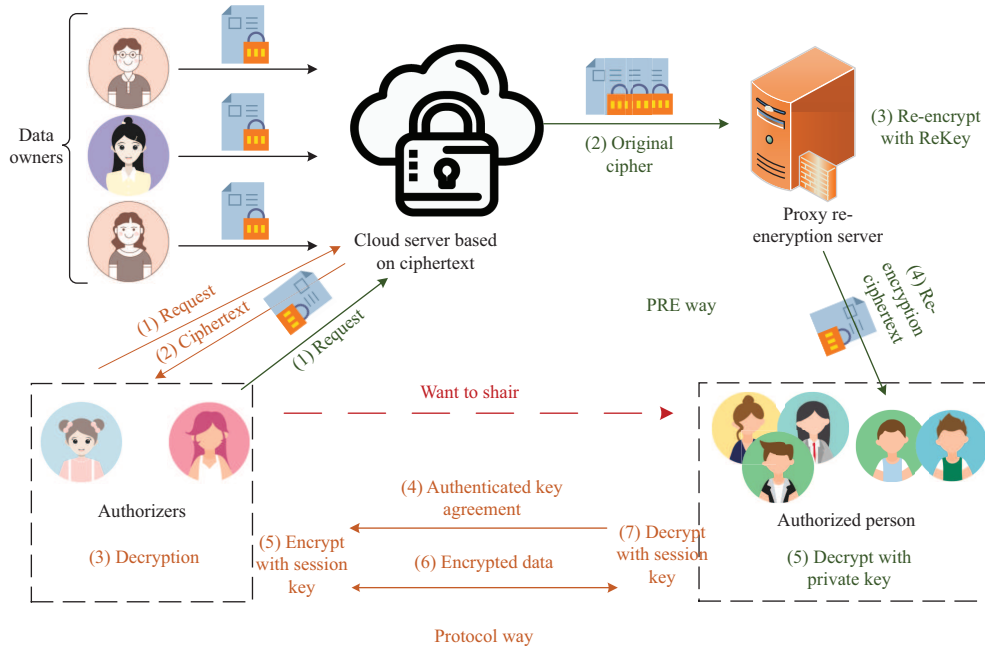 Data
owners
(2) Original
cipher
(3) Re-encrypt
with ReKey
Cloud server based
on ciphertext
Proxy re-
eneryption server
(1) Request
(2) Ciphertext
(1) Request
PRE way
(4) Re-
encryption
ciphertext
Want to shair
Authorizers
(3) Decryption
(4) Authenticated key
agreement
(5) Encrypt
with session
key
(6) Encrypted data
(7) Decrypt
with session
key
Authorized person
(5) Decrypt with
private key
Protocol way